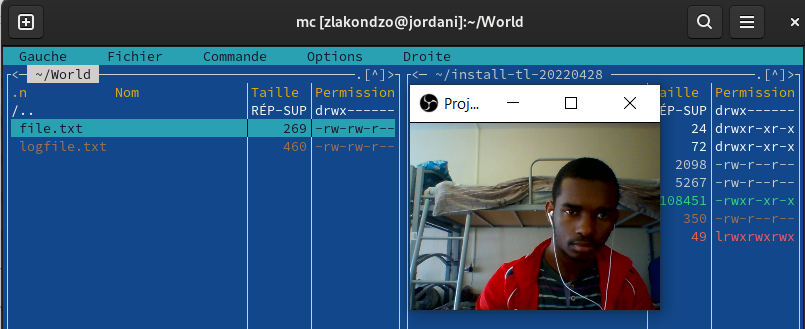 mc [zlakondzo@jordani]:~/World
Gauche Fichier Commande Options Droite
<─ ~/World ─.[^]> <─ ~/install-tl-20220428 ─.[^]>
.n Nom Taille Permission aille Permission
/.. RÉP-SUP drwx------ Proj... P-SUP drwx------
file.txt 269 -rw-rw-r-- 24 drwxr-xr-x
logfile.txt 460 -rw-rw-r-- 72 drwxr-xr-x
2098 -rw-r--r--
5267 -rw-r--r--
108451 -rwxr-xr-x
350 -rw-r--r--
49 lrwxrwxrwx